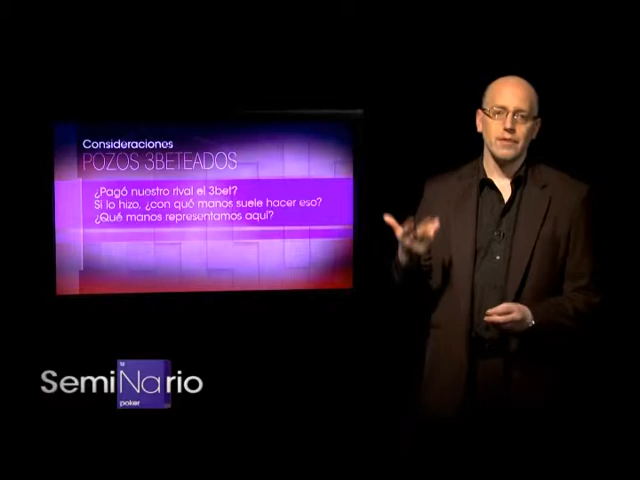 Consideraciones
POZOS 3BETEADOS
¿Pagó nuestro rival el 3bet?
Si lo hizo, ¿con qué manos suele hacer eso?
¿Qué manos representamos aquí?
SemiNario
poker